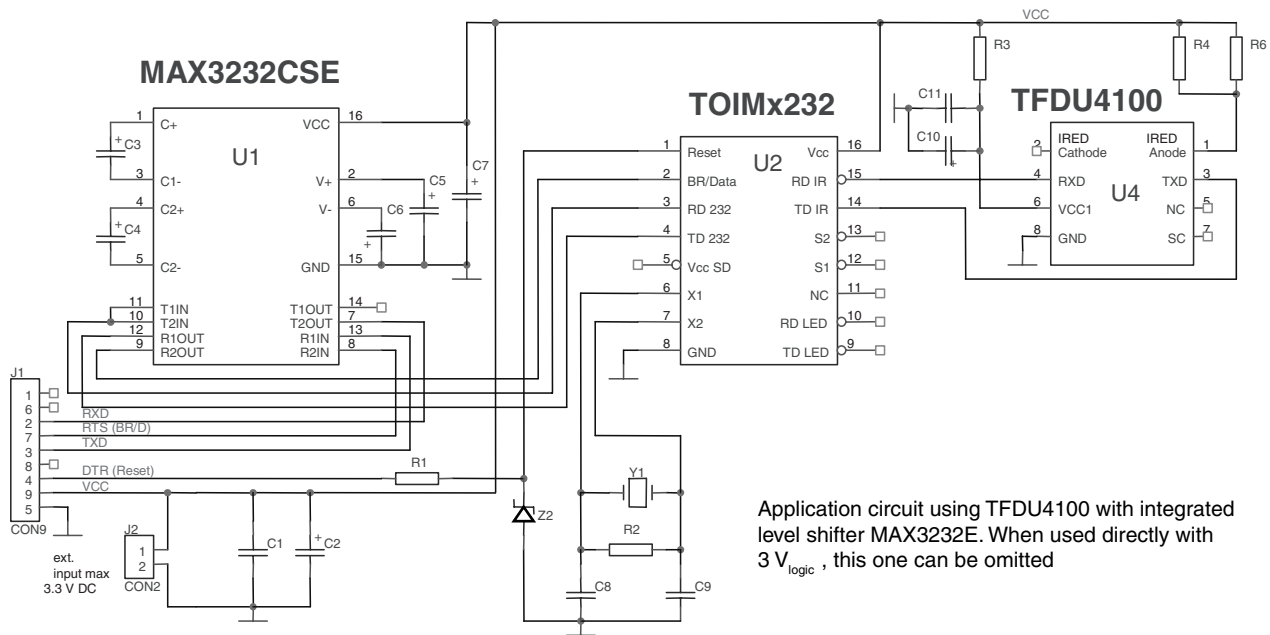 VCC
R3
R4
R6
MAX3232CSE
TOIMx232
TFDU4100
C11
C10
U1
1 C+
C3
3 C1-
4 C2+
C4
5 C2-
11 T1IN
10 T2IN
12 R1OUT
9 R2OUT
VCC 16
V+ 2
V- 6
GND 15
T1OUT 14
T2OUT 7
R1IN 13
R2IN 8
C5
C6
C7
U2
1 Reset
2 BR/Data
3 RD 232
4 TD 232
5 Vcc SD
6 X1
7 X2
8 GND
Vcc 16
RD IR 15
TD IR 14
S2 13
S1 12
NC 11
RD LED 10
TD LED 9
U4
2 IRED Cathode
4 RXD
6 VCC1
8 GND
IRED Anode 1
TXD 3
NC 5
SC 7
J1
1
6
2 RXD
7 RTS (BR/D)
3 TXD
8
4 DTR (Reset)
9 VCC
5
CON9
R1
Z2
Y1
R2
C8
C9
J2
1
2
CON2
C1
C2
ext.
input max
3.3 V DC
Application circuit using TFDU4100 with integrated
level shifter MAX3232E. When used directly with
3 Vlogic , this one can be omitted